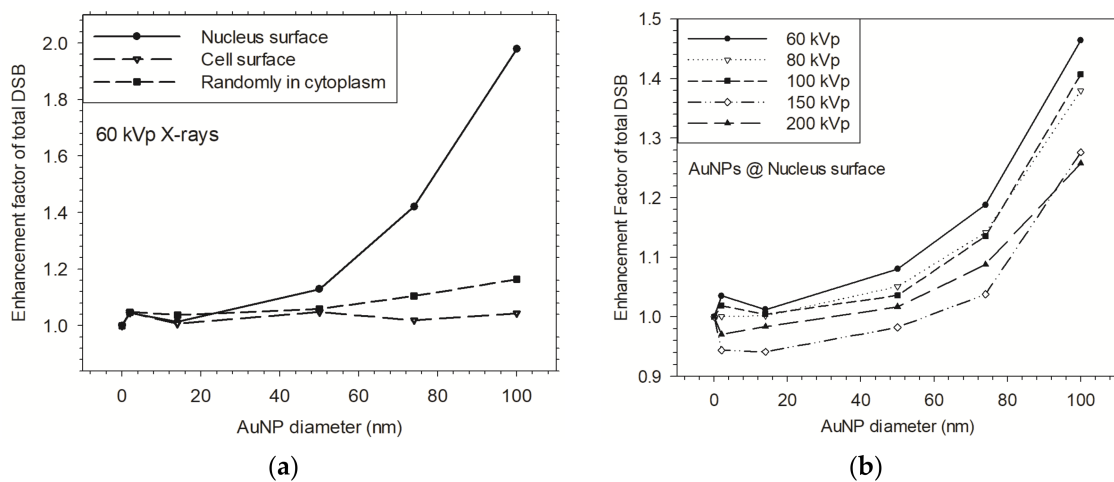 Enhancement factor of total DSB
2.0
1.8
1.6
1.4
1.2
1.0
Nucleus surface
Cell surface
Randomly in cytoplasm
60 kVp X-rays
0 20 40 60 80 100
AuNP diameter (nm)
(a)
Enhancement Factor of total DSB
1.5
1.4
1.3
1.2
1.1
1.0
0.9
60 kVp
80 kVp
100 kVp
150 kVp
200 kVp
AuNPs @ Nucleus surface
0 20 40 60 80 100
AuNP diameter (nm)
(b)